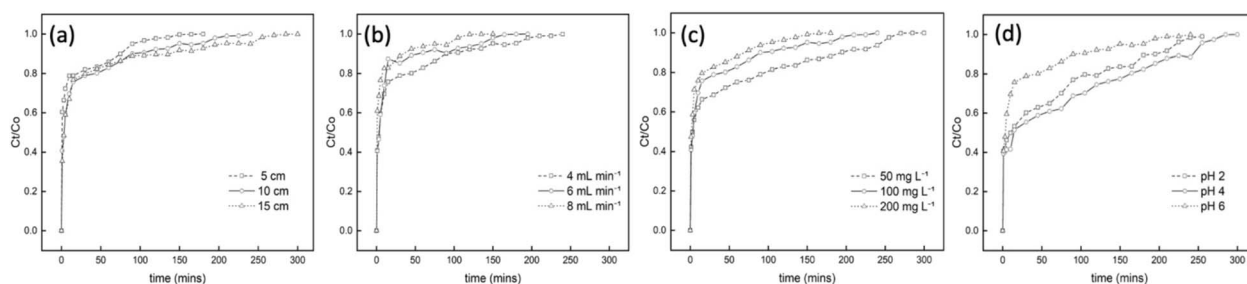 (a)
Ct/Co
1.0
0.8
0.6
0.4
0.2
0.0
5 cm
10 cm
15 cm
0 50 100 150 200 250 300
time (mins)
(b)
Ct/Co
1.0
0.8
0.6
0.4
0.2
0.0
4 mL min⁻¹
6 mL min⁻¹
8 mL min⁻¹
0 50 100 150 200 250 300
time (mins)
(c)
Ct/Co
1.0
0.8
0.6
0.4
0.2
0.0
50 mg L⁻¹
100 mg L⁻¹
200 mg L⁻¹
0 50 100 150 200 250 300
time (mins)
(d)
Ct/Co
1.0
0.8
0.6
0.4
0.2
0.0
pH 2
pH 4
pH 6
0 50 100 150 200 250 300
time (mins)